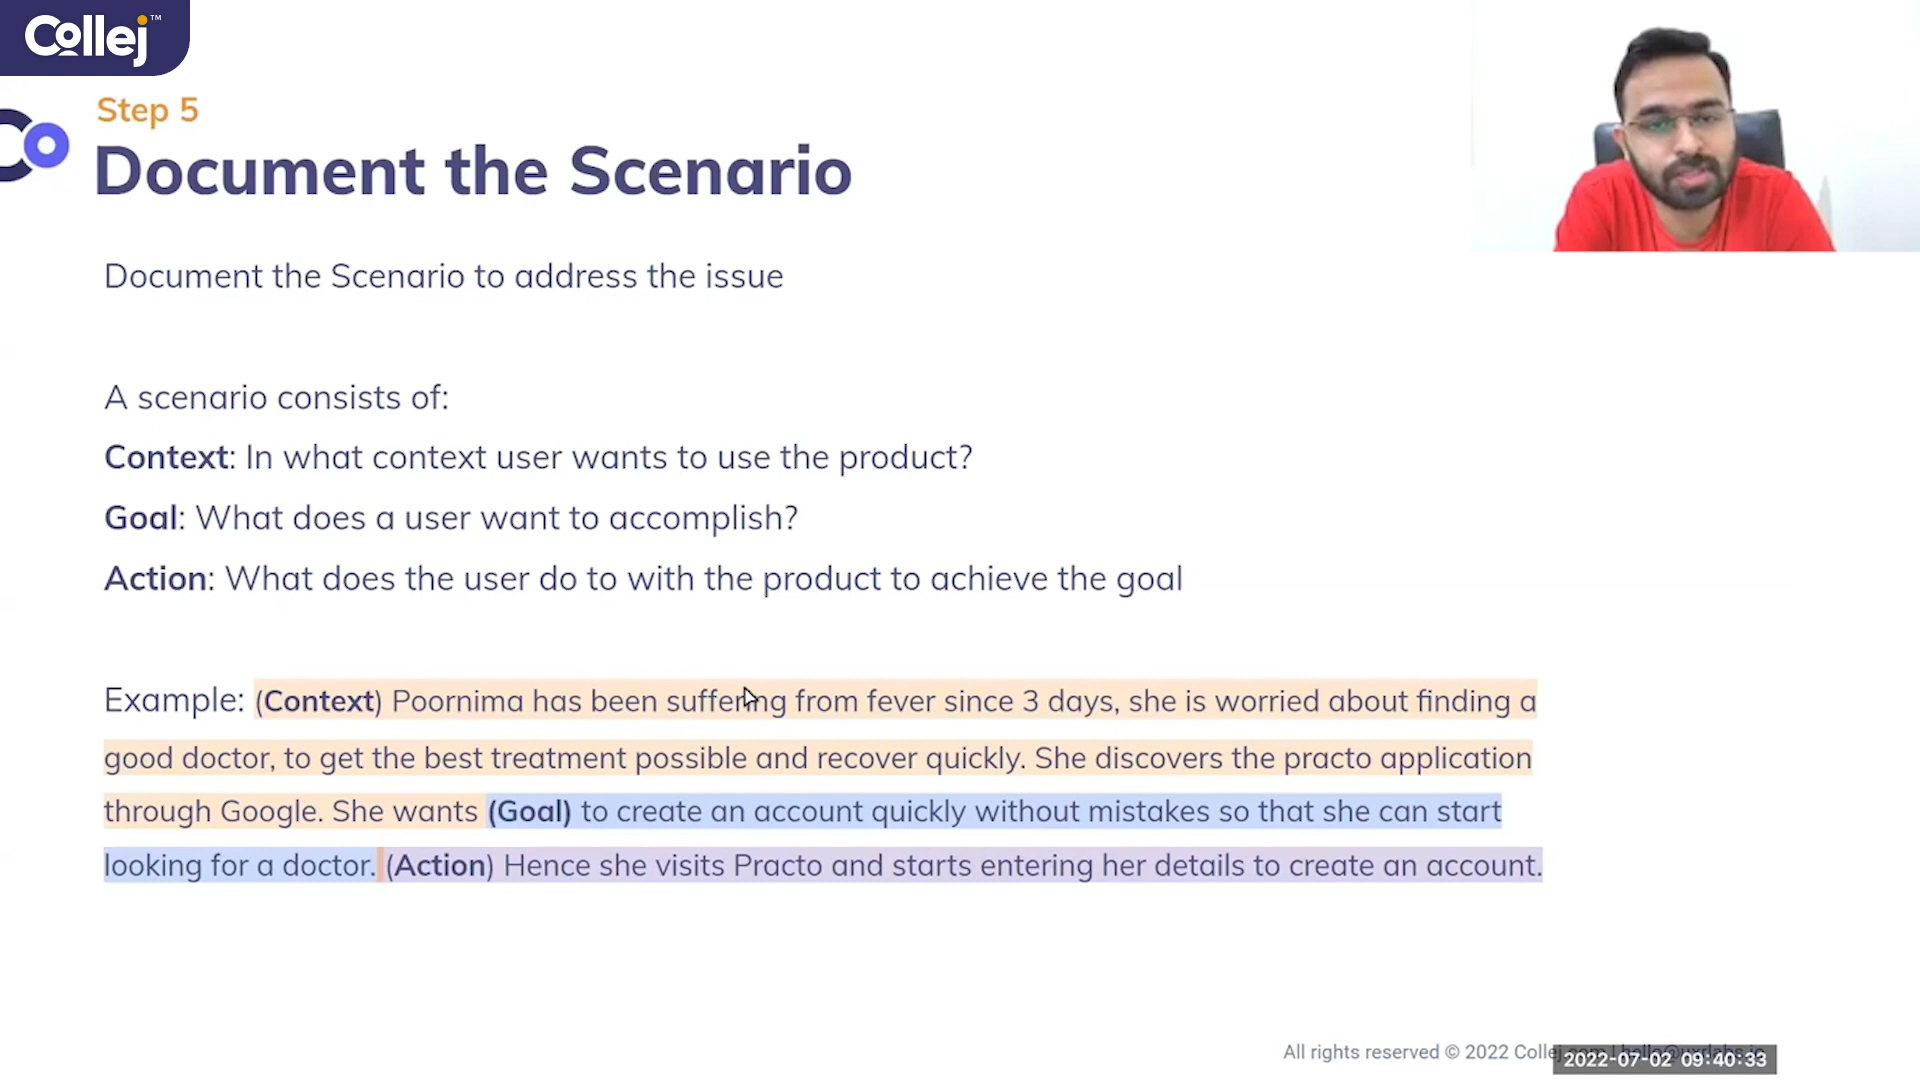 Collej™
Step 5
Document the Scenario
Document the Scenario to address the issue
A scenario consists of:
Context: In what context user wants to use the product?
Goal: What does a user want to accomplish?
Action: What does the user do to with the product to achieve the goal
Example: (Context) Poornima has been suffering from fever since 3 days, she is worried about finding a
good doctor, to get the best treatment possible and recover quickly. She discovers the practo application
through Google. She wants (Goal) to create an account quickly without mistakes so that she can start
looking for a doctor. (Action) Hence she visits Practo and starts entering her details to create an account.
All rights reserved © 2022 Collej
2022-07-02 09:40:33